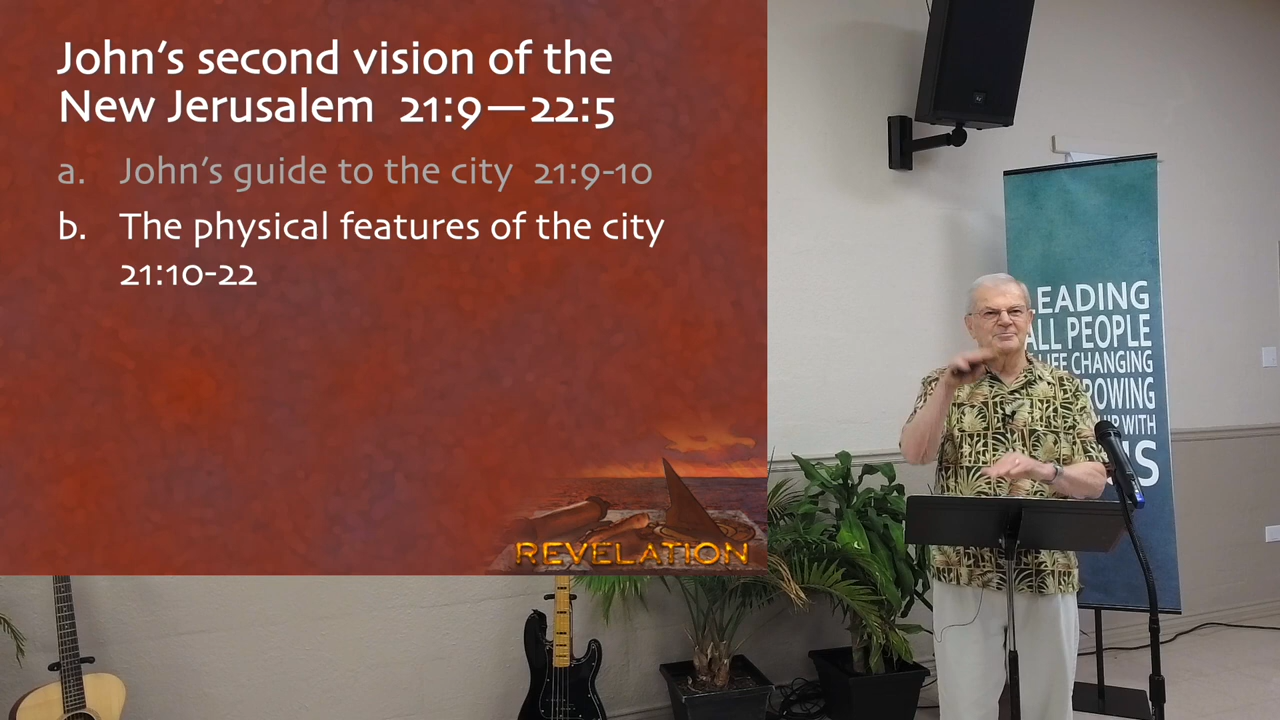 John's second vision of the
New Jerusalem 21:9—22:5
a. John's guide to the city 21:9-10
b. The physical features of the city
21:10-22
REVELATION
EADING
ALL PEOPLE
LIFE CHANGING
ROWING
WITH